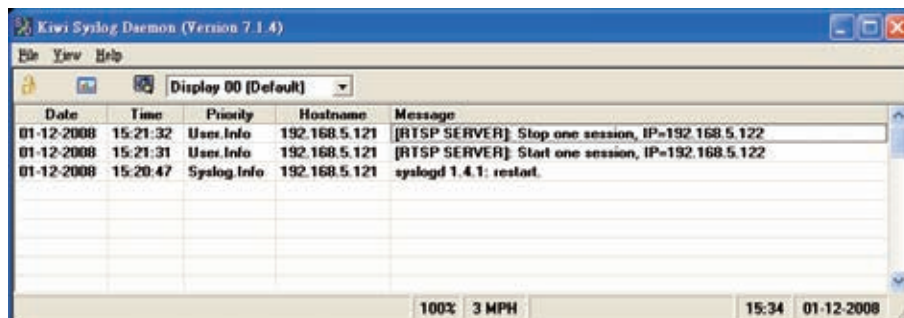 Kiwi Syslog Daemon (Version 7.1.4)
File View Help
Display 00 (Default)
Date Time Priority Hostname Message
01-12-2008 15:21:32 User.Info 192.168.5.121 [RTSP SERVER]: Stop one session, IP=192.168.5.122
01-12-2008 15:21:31 User.Info 192.168.5.121 [RTSP SERVER]: Start one session, IP=192.168.5.122
01-12-2008 15:20:47 Syslog.Info 192.168.5.121 syslogd 1.4.1: restart.
100% 3 MPH 15:34 01-12-2008